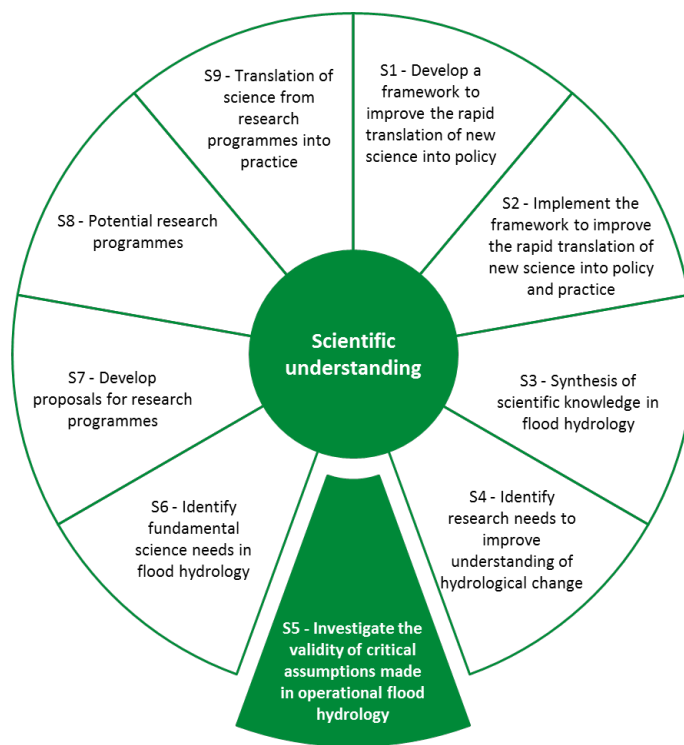 S1 - Develop a
framework to
improve the rapid
translation of new
science into policy
S2 - Implement the
framework to improve
the rapid translation of
new science into policy
and practice
S3 - Synthesis of
scientific knowledge in
flood hydrology
S4 - Identify
research needs to
improve
understanding of
hydrological change
S5 - Investigate the
validity of critical
assumptions made
in operational flood
hydrology
S6 - Identify
fundamental
science needs in
flood hydrology
S7 - Develop
proposals for research
programmes
S8 - Potential research
programmes
S9 - Translation of
science from
research
programmes into
practice
Scientific
understanding